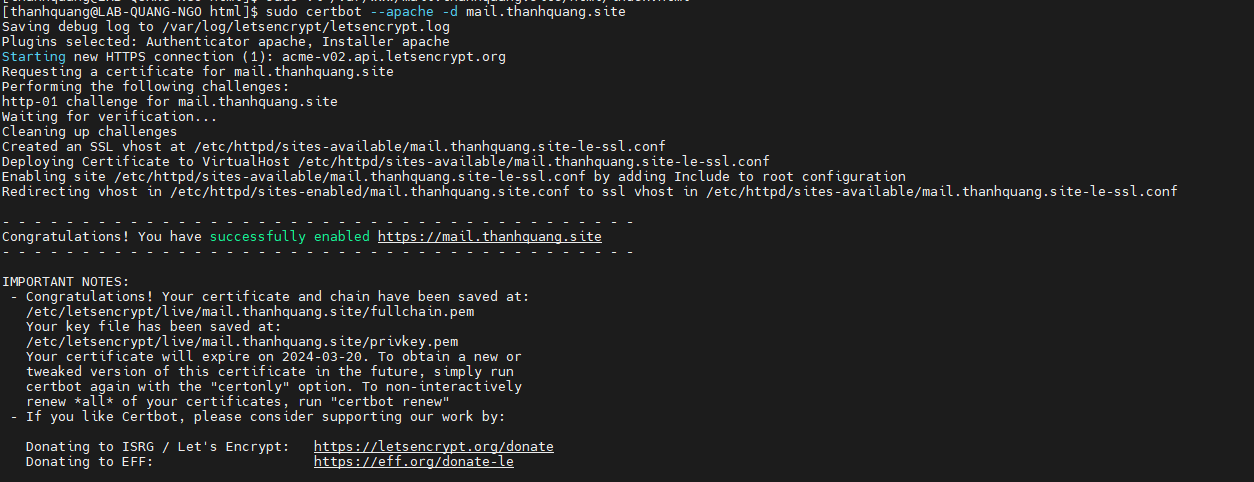 [thanhquang@LAB-QUANG-NGO html]$ sudo certbot --apache -d mail.thanhquang.site
Saving debug log to /var/log/letsencrypt/letsencrypt.log
Plugins selected: Authenticator apache, Installer apache
Starting new HTTPS connection (1): acme-v02.api.letsencrypt.org
Requesting a certificate for mail.thanhquang.site
Performing the following challenges:
http-01 challenge for mail.thanhquang.site
Waiting for verification...
Cleaning up challenges
Created an SSL vhost at /etc/httpd/sites-available/mail.thanhquang.site-le-ssl.conf
Deploying Certificate to VirtualHost /etc/httpd/sites-available/mail.thanhquang.site-le-ssl.conf
Enabling site /etc/httpd/sites-available/mail.thanhquang.site-le-ssl.conf by adding Include to root configuration
Redirecting vhost in /etc/httpd/sites-enabled/mail.thanhquang.site.conf to ssl vhost in /etc/httpd/sites-available/mail.thanhquang.site-le-ssl.conf
- - - - - - - - - - - - - - - - - - - - - - - - - - - - - - - - - - - - - - - -
Congratulations! You have successfully enabled https://mail.thanhquang.site
- - - - - - - - - - - - - - - - - - - - - - - - - - - - - - - - - - - - - - - -
IMPORTANT NOTES:
- Congratulations! Your certificate and chain have been saved at:
/etc/letsencrypt/live/mail.thanhquang.site/fullchain.pem
Your key file has been saved at:
/etc/letsencrypt/live/mail.thanhquang.site/privkey.pem
Your certificate will expire on 2024-03-20. To obtain a new or
tweaked version of this certificate in the future, simply run
certbot again with the "certonly" option. To non-interactively
renew *all* of your certificates, run "certbot renew"
- If you like Certbot, please consider supporting our work by:
Donating to ISRG / Let's Encrypt: https://letsencrypt.org/donate
Donating to EFF: https://eff.org/donate-le